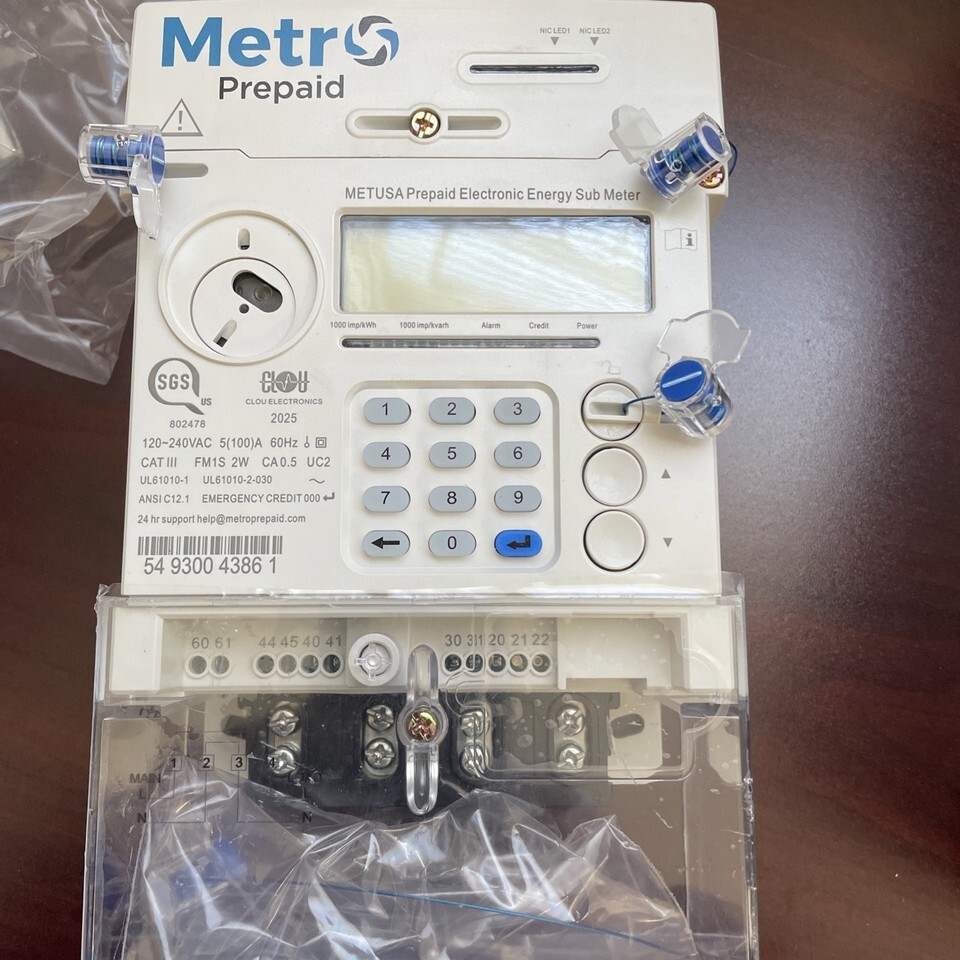 Metro
Prepaid
NIC LED1 NIC LED2
METUSA Prepaid Electronic Energy Sub Meter
1000 imp/kWh 1000 imp/kvarh Alarm Credit Power
SGS US
802478
CLOU
CLOU ELECTRONICS
2025
120~240VAC 5(100)A 60Hz
CAT III FM1S 2W CA 0.5 UC2
UL61010-1 UL61010-2-030
ANSI C12.1 EMERGENCY CREDIT 000
24 hr support help@metroprepaid.com
54 9300 4386 1
1 2 3
4 5 6
7 8 9
0
60 61 44 45 40 41 30 31 20 21 22
1 2 3 4
MAIN
L
N N